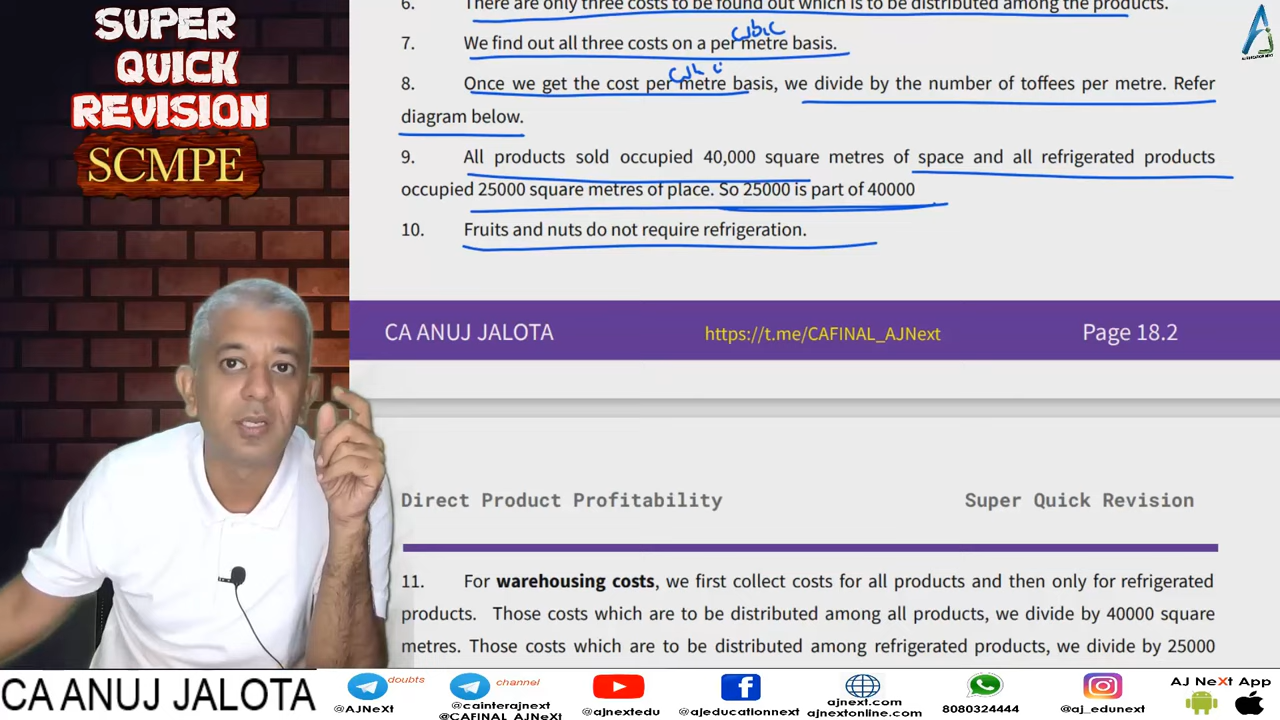 SUPER
QUICK
REVISION
SCMPE
6. There are only three costs to be found out which is to be distributed among the products.
cubic
7. We find out all three costs on a per metre basis.
8. Once we get the cost per metre basis, we divide by the number of toffees per metre. Refer
diagram below.
9. All products sold occupied 40,000 square metres of space and all refrigerated products
occupied 25000 square metres of place. So 25000 is part of 40000
10. Fruits and nuts do not require refrigeration.
CA ANUJ JALOTA https://t.me/CAFINAL_AJNext Page 18.2
Direct Product Profitability Super Quick Revision
11. For warehousing costs, we first collect costs for all products and then only for refrigerated
products. Those costs which are to be distributed among all products, we divide by 40000 square
metres. Those costs which are to be distributed among refrigerated products, we divide by 25000
CA ANUJ JALOTA
doubts
@AJNeXt
channel
@cainterajnext
@CAFINAL_AJNeXt
@ajnextedu
@ajeducationnext
ajnext.com
ajnextonline.com
8080324444
@aj_edunext
AJ NeXt App